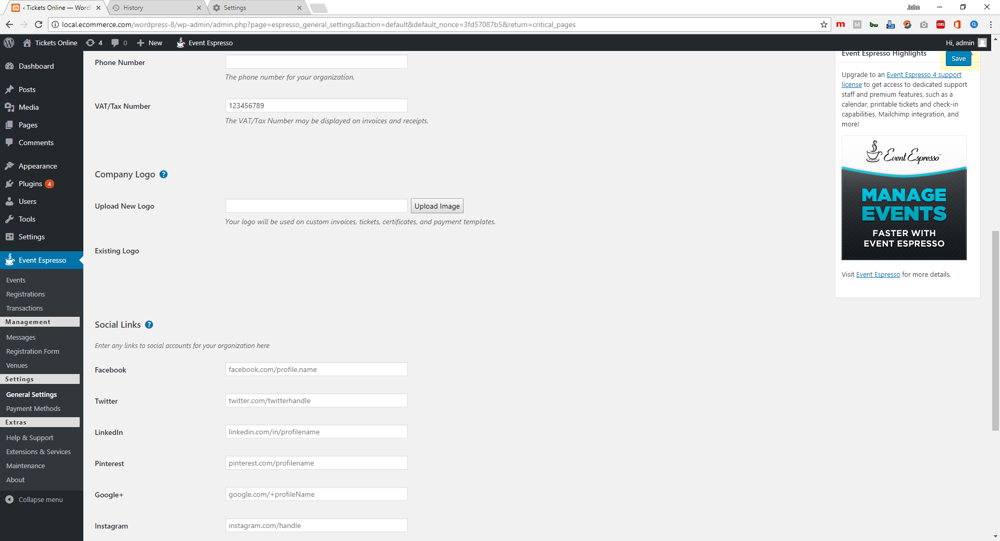 ‹ Tickets Online — Word
History
Settings
John
local.ecommerce.com/wordpress-8/wp-admin/admin.php?page=espresso_general_settings&action=default&default_nonce=3fd57087b5&return=critical_pages
m
M
bw
CORS
Tickets Online
4
0
New
Event Espresso
Hi, admin
Dashboard
Posts
Media
Pages
Comments
Appearance
Plugins 4
Users
Tools
Settings
Event Espresso
Events
Registrations
Transactions
Management
Messages
Registration Form
Venues
Settings
General Settings
Payment Methods
Extras
Help & Support
Extensions & Services
Maintenance
About
Collapse menu
Phone Number
The phone number for your organization.
VAT/Tax Number
123456789
The VAT/Tax Number may be displayed on invoices and receipts.
Company Logo ?
Upload New Logo
Upload Image
Your logo will be used on custom invoices, tickets, certificates, and payment templates.
Existing Logo
Social Links ?
Enter any links to social accounts for your organization here
Facebook
facebook.com/profile.name
Twitter
twitter.com/twitterhandle
LinkedIn
linkedin.com/in/profilename
Pinterest
pinterest.com/profilename
Google+
google.com/+profileName
Instagram
instagram.com/handle
Event Espresso Highlights
Save
Upgrade to an Event Espresso 4 support
license to get access to dedicated support
staff and premium features, such as a
calendar, printable tickets and check-in
capabilities, Mailchimp integration, and
more!
Event Espresso™
MANAGE
EVENTS
FASTER WITH
EVENT ESPRESSO
Visit Event Espresso for more details.